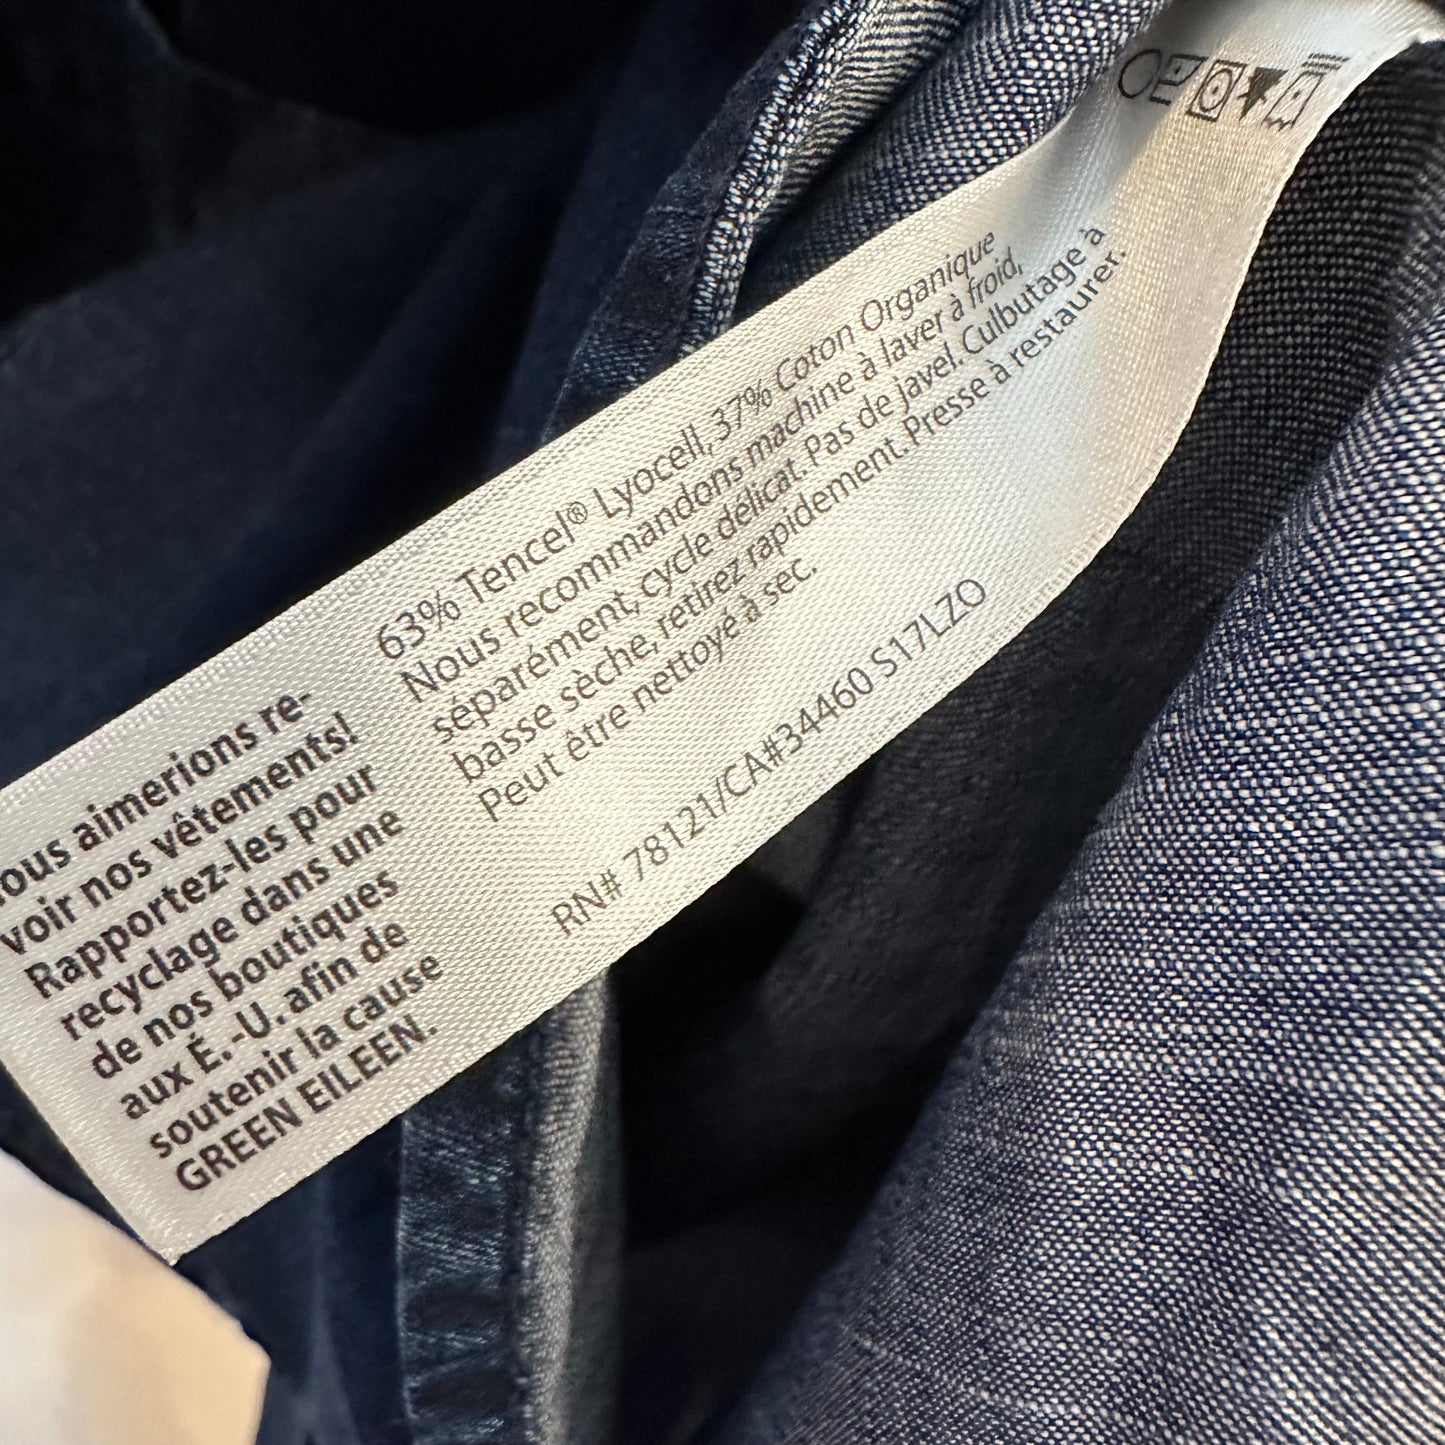 63% Tencel® Lyocell, 37% Coton Organique
Nous recommandons machine à laver à froid,
séparément, cycle délicat. Pas de javel. Culbutage à
basse sèche, retirez rapidement. Presse à restaurer.
Peut être nettoyé à sec.
RN# 78121/CA#34460 S17LZO
ous aimerions re-
voir nos vêtements!
Rapportez-les pour
recyclage dans une
de nos boutiques
aux É.-U. afin de
soutenir la cause
GREEN EILEEN.